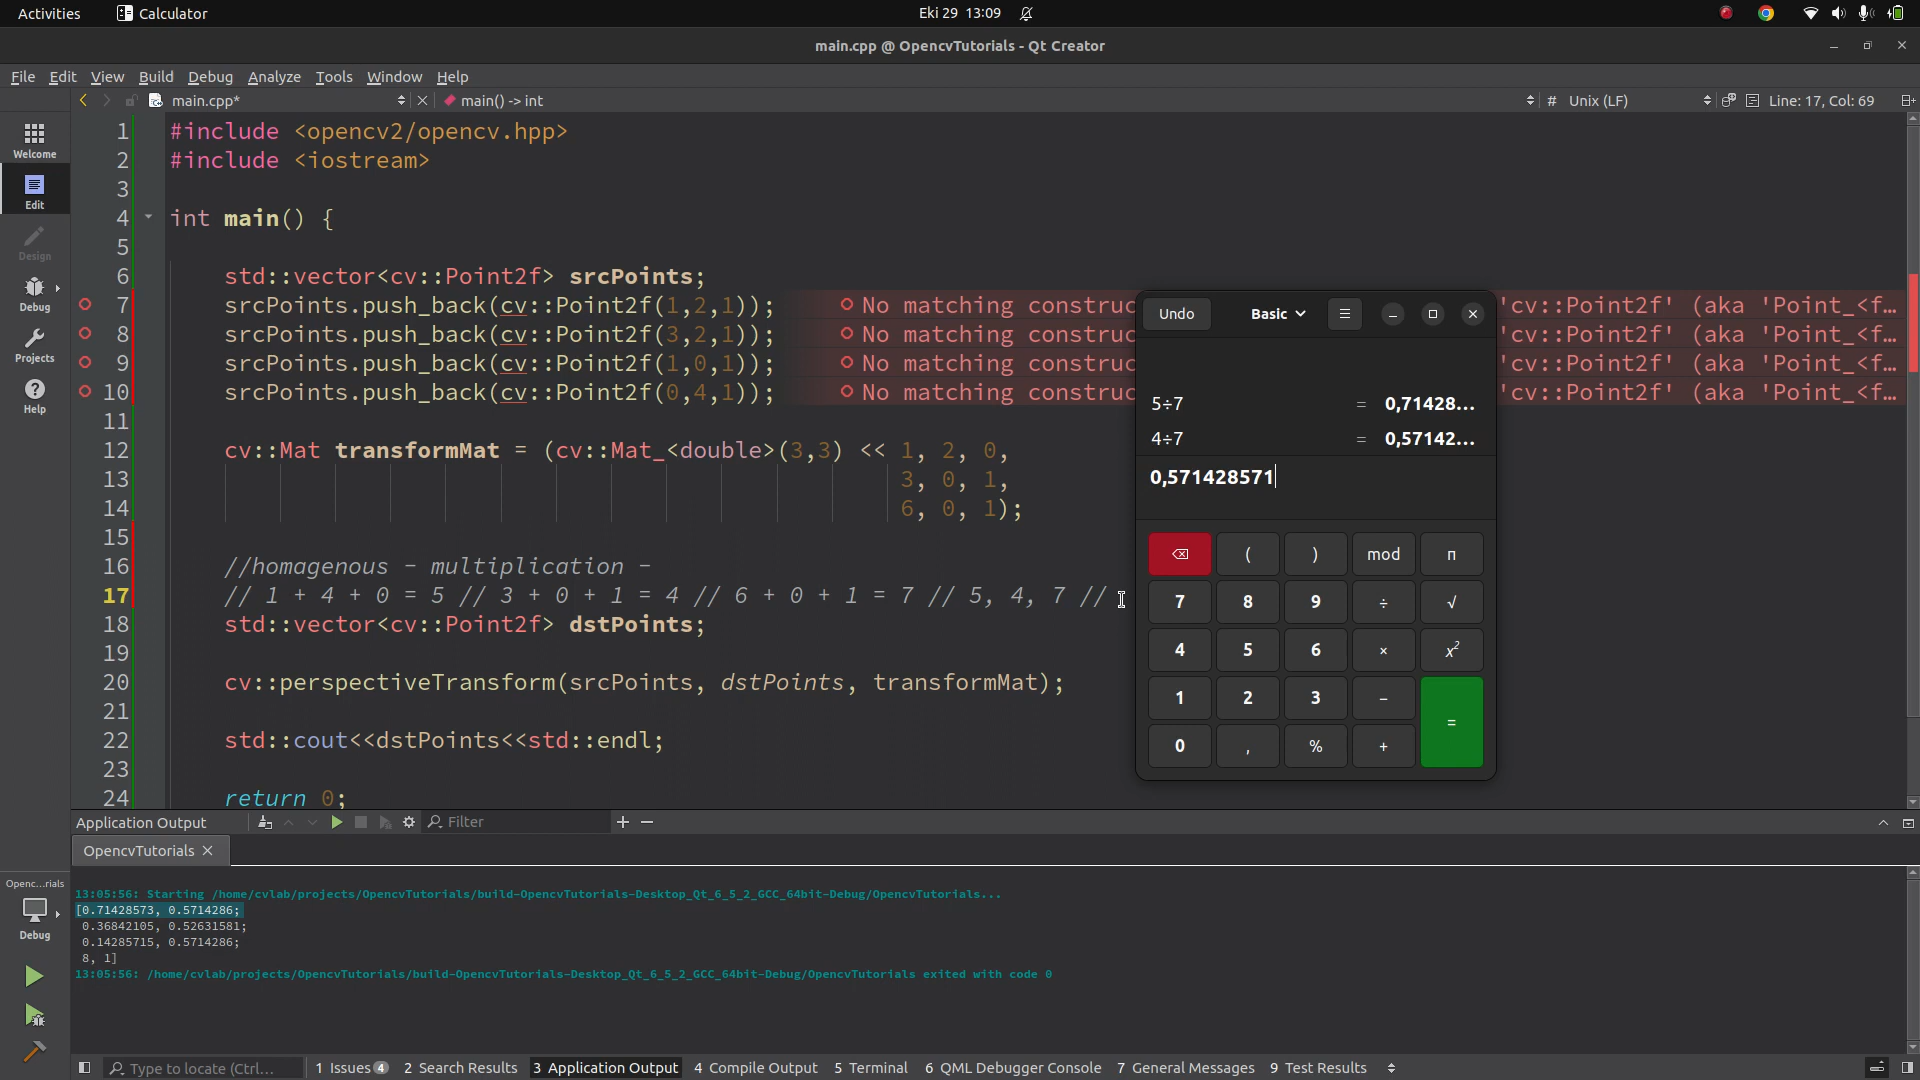 Activities
Calculator
Eki 29 13:09
main.cpp @ OpencvTutorials - Qt Creator
File Edit View Build Debug Analyze Tools Window Help
main.cpp*
main() -> int
# Unix (LF)
Line: 17, Col: 69
Welcome
Edit
Design
Debug
Projects
Help
1 #include <opencv2/opencv.hpp>
2 #include <iostream>
3
4 int main() {
5
6 std::vector<cv::Point2f> srcPoints;
7 srcPoints.push_back(cv::Point2f(1,2,1)); No matching construc 'cv::Point2f' (aka 'Point_<f…
8 srcPoints.push_back(cv::Point2f(3,2,1)); No matching construc 'cv::Point2f' (aka 'Point_<f…
9 srcPoints.push_back(cv::Point2f(1,0,1)); No matching construc 'cv::Point2f' (aka 'Point_<f…
10 srcPoints.push_back(cv::Point2f(0,4,1)); No matching construc 'cv::Point2f' (aka 'Point_<f…
11
12 cv::Mat transformMat = (cv::Mat_<double>(3,3) << 1, 2, 0,
13 3, 0, 1,
14 6, 0, 1);
15
16 //homagenous - multiplication -
17 // 1 + 4 + 0 = 5 // 3 + 0 + 1 = 4 // 6 + 0 + 1 = 7 // 5, 4, 7 //
18 std::vector<cv::Point2f> dstPoints;
19
20 cv::perspectiveTransform(srcPoints, dstPoints, transformMat);
21
22 std::cout<<dstPoints<<std::endl;
23
24 return 0;
Undo
Basic
5÷7 = 0,71428…
4÷7 = 0,57142…
0,571428571
⌫ ( ) mod π
7 8 9 ÷ √
4 5 6 × x²
1 2 3 − =
0 , % +
Application Output
Filter
OpencvTutorials
13:05:56: Starting /home/cvlab/projects/OpencvTutorials/build-OpencvTutorials-Desktop_Qt_6_5_2_GCC_64bit-Debug/OpencvTutorials...
[0.71428573, 0.5714286;
0.36842105, 0.52631581;
0.14285715, 0.5714286;
8, 1]
13:05:56: /home/cvlab/projects/OpencvTutorials/build-OpencvTutorials-Desktop_Qt_6_5_2_GCC_64bit-Debug/OpencvTutorials exited with code 0
Openc…rials
Debug
Type to locate (Ctrl…
1 Issues 4
2 Search Results
3 Application Output
4 Compile Output
5 Terminal
6 QML Debugger Console
7 General Messages
9 Test Results